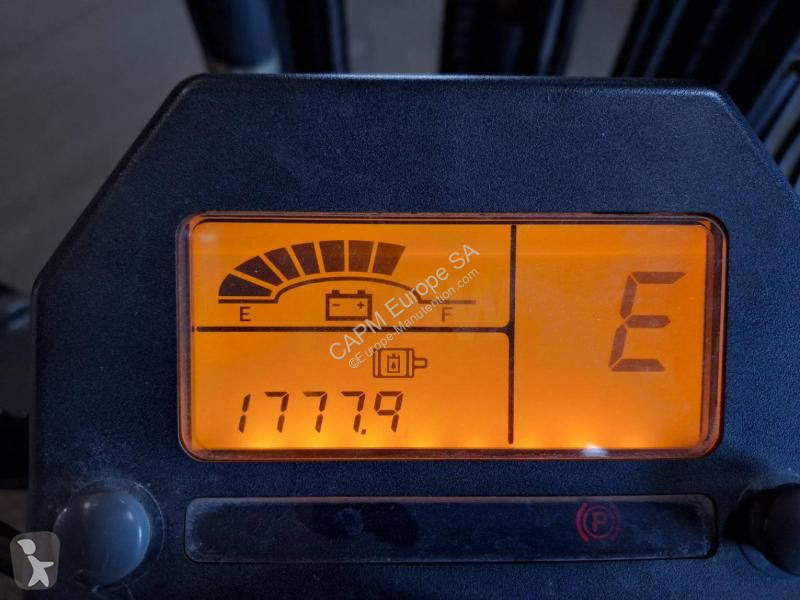 E F
1777.9
E
P
CAPM Europe SA
©Europe-Manutention.com